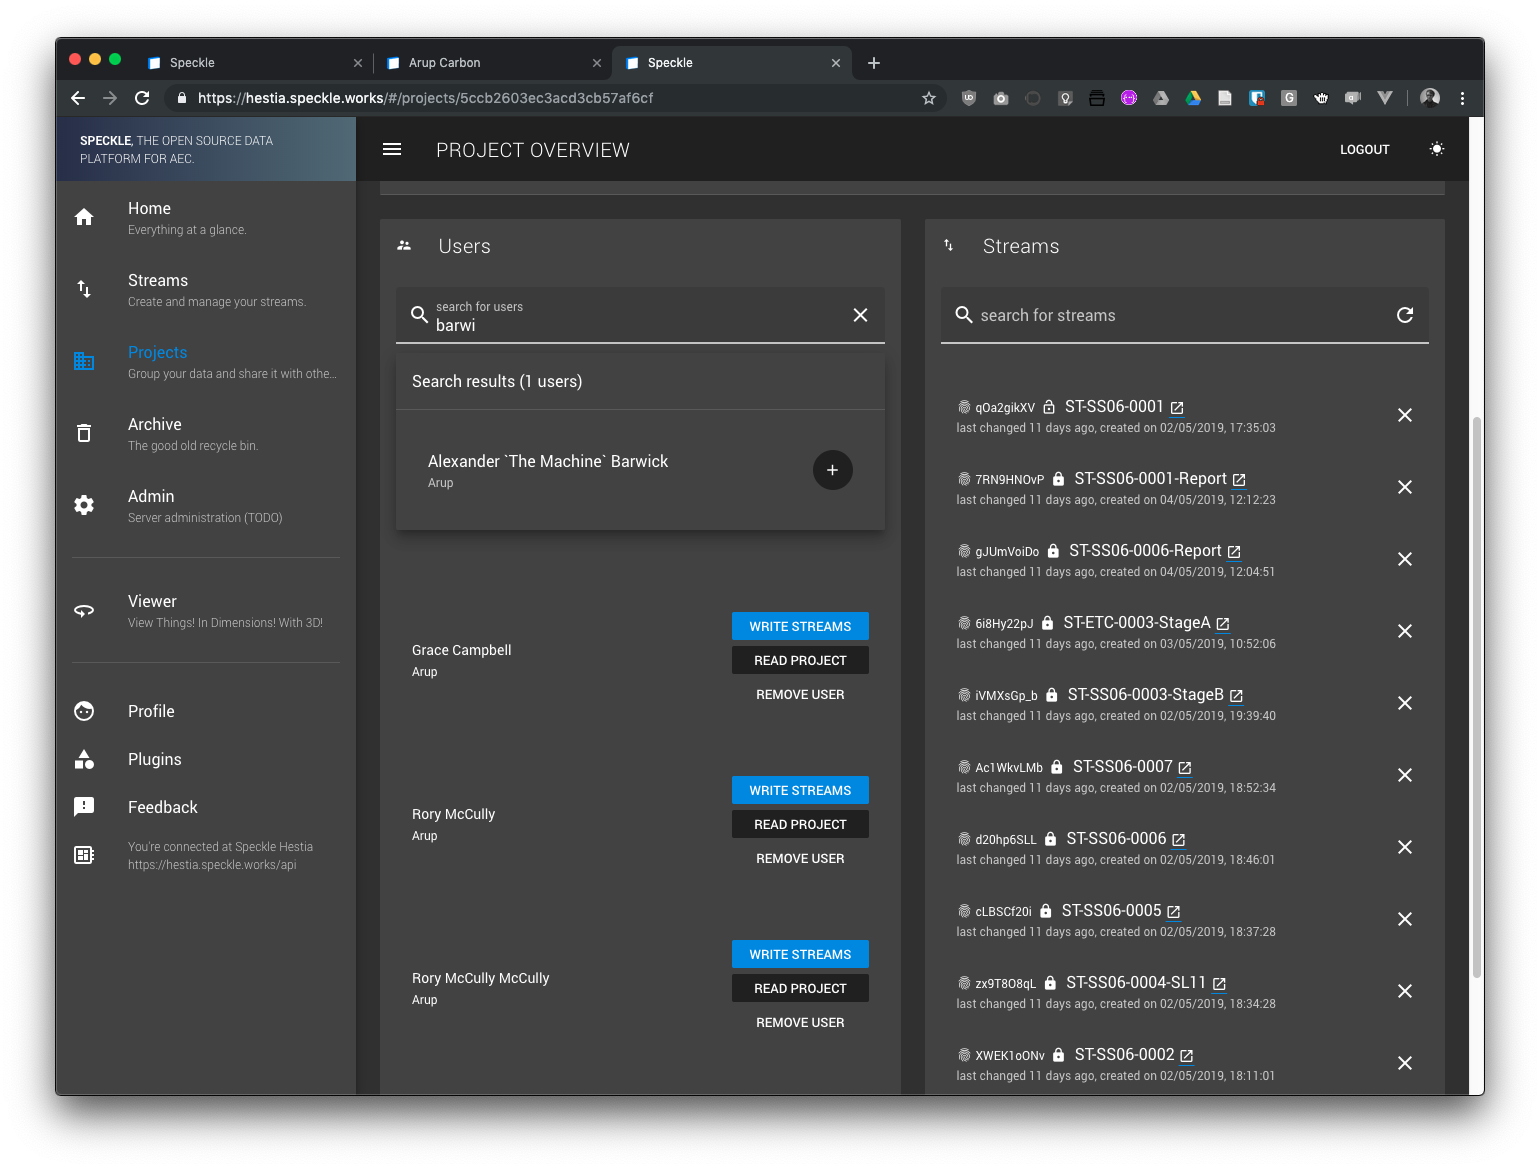 Speckle
Arup Carbon
Speckle
https://hestia.speckle.works/#/projects/5ccb2603ec3acd3cb57af6cf
SPECKLE, THE OPEN SOURCE DATA
PLATFORM FOR AEC.
PROJECT OVERVIEW
LOGOUT
Home
Everything at a glance.
Streams
Create and manage your streams.
Projects
Group your data and share it with othe...
Archive
The good old recycle bin.
Admin
Server administration (TODO)
Viewer
View Things! In Dimensions! With 3D!
Profile
Plugins
Feedback
You're connected at Speckle Hestia
https://hestia.speckle.works/api
Users
search for users
barwi
Search results (1 users)
Alexander `The Machine` Barwick
Arup
Grace Campbell
Arup
WRITE STREAMS
READ PROJECT
REMOVE USER
Rory McCully
Arup
WRITE STREAMS
READ PROJECT
REMOVE USER
Rory McCully McCully
Arup
WRITE STREAMS
READ PROJECT
REMOVE USER
Streams
search for streams
qOa2gikXV ST-SS06-0001
last changed 11 days ago, created on 02/05/2019, 17:35:03
7RN9HNOvP ST-SS06-0001-Report
last changed 11 days ago, created on 04/05/2019, 12:12:23
gJUmVoiDo ST-SS06-0006-Report
last changed 11 days ago, created on 04/05/2019, 12:04:51
6i8Hy22pJ ST-ETC-0003-StageA
last changed 11 days ago, created on 03/05/2019, 10:52:06
iVMXsGp_b ST-SS06-0003-StageB
last changed 11 days ago, created on 02/05/2019, 19:39:40
Ac1WkvLMb ST-SS06-0007
last changed 11 days ago, created on 02/05/2019, 18:52:34
d20hp6SLL ST-SS06-0006
last changed 11 days ago, created on 02/05/2019, 18:46:01
cLBSCf20i ST-SS06-0005
last changed 11 days ago, created on 02/05/2019, 18:37:28
zx9T8O8qL ST-SS06-0004-SL11
last changed 11 days ago, created on 02/05/2019, 18:34:28
XWEK1oONv ST-SS06-0002
last changed 11 days ago, created on 02/05/2019, 18:11:01